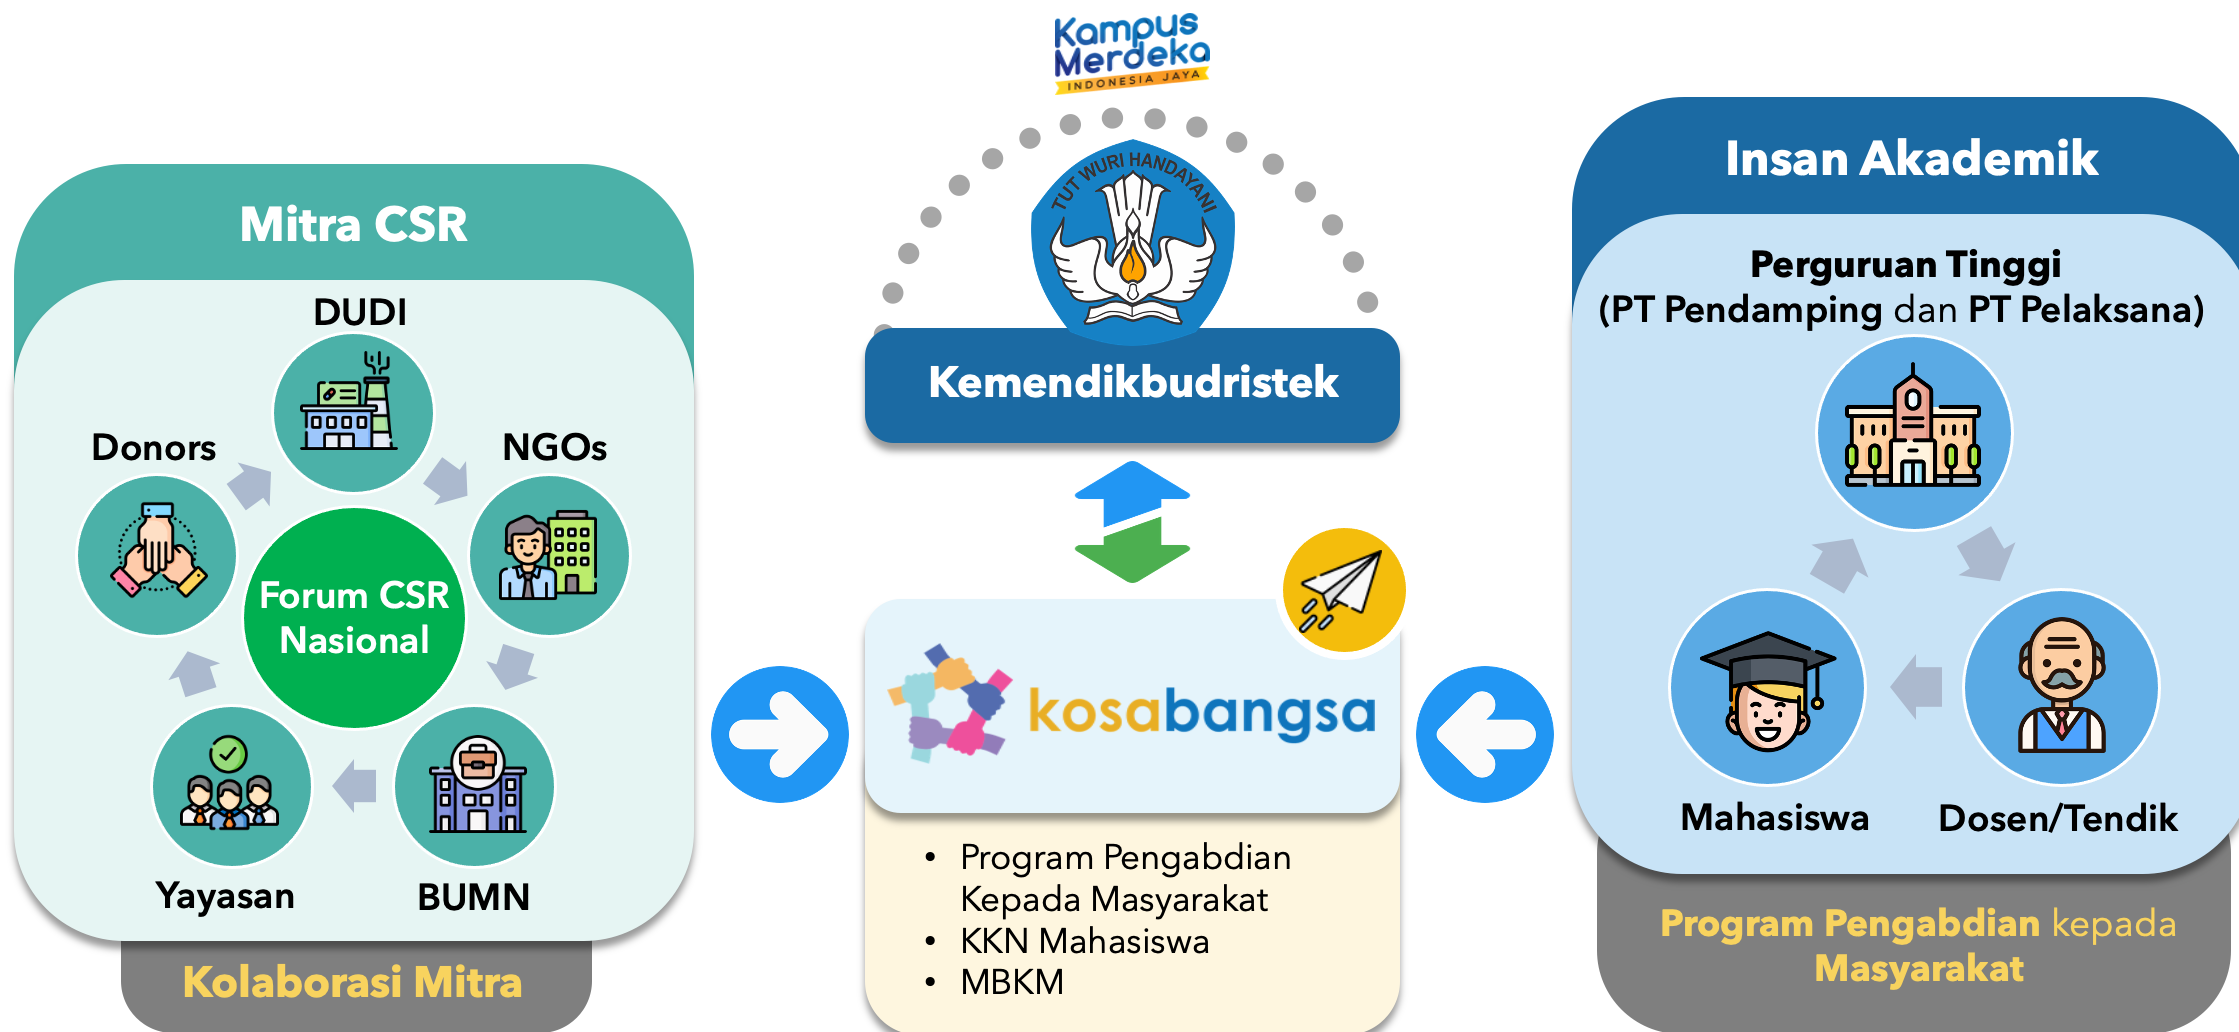 Kampus
Merdeka
INDONESIA JAYA
TUT WURI HANDAYANI
Kemendikbudristek
Mitra CSR
DUDI
Donors
NGOs
Forum CSR
Nasional
Yayasan
BUMN
Kolaborasi Mitra
kosabangsa
• Program Pengabdian
Kepada Masyarakat
• KKN Mahasiswa
• MBKM
Insan Akademik
Perguruan Tinggi
(PT Pendamping dan PT Pelaksana)
Mahasiswa
Dosen/Tendik
Program Pengabdian kepada
Masyarakat